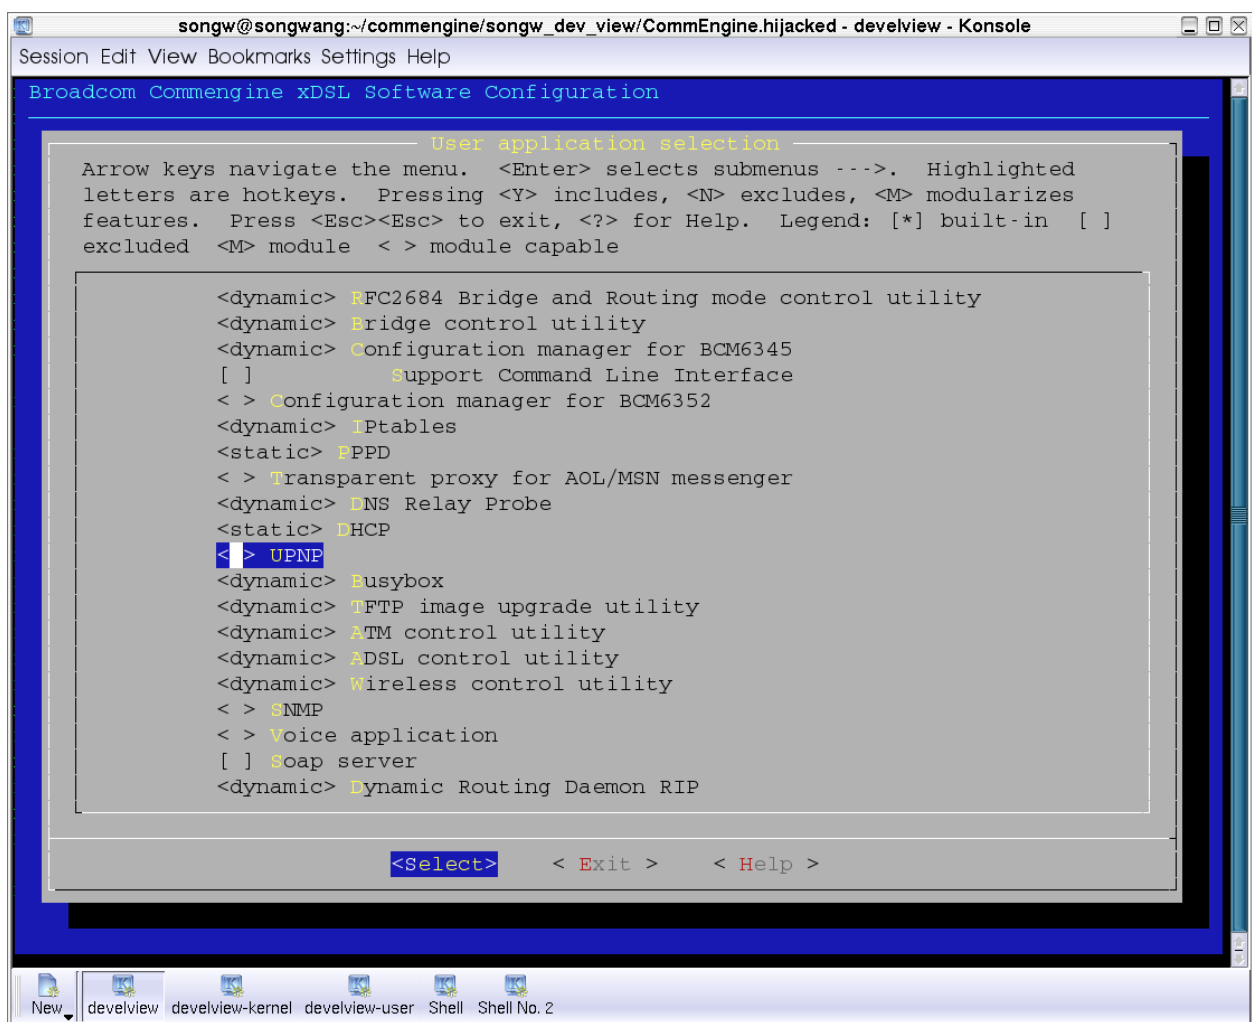 songw@songwang:~/commengine/songw_dev_view/CommEngine.hijacked - develview - Konsole
Session Edit View Bookmarks Settings Help
Broadcom Commengine xDSL Software Configuration
User application selection
Arrow keys navigate the menu. <Enter> selects submenus --->. Highlighted
letters are hotkeys. Pressing <Y> includes, <N> excludes, <M> modularizes
features. Press <Esc><Esc> to exit, <?> for Help. Legend: [*] built-in [ ]
excluded <M> module < > module capable
<dynamic> RFC2684 Bridge and Routing mode control utility
<dynamic> Bridge control utility
<dynamic> Configuration manager for BCM6345
[ ] Support Command Line Interface
< > Configuration manager for BCM6352
<dynamic> IPtables
<static> PPPD
< > Transparent proxy for AOL/MSN messenger
<dynamic> DNS Relay Probe
<static> DHCP
< > UPNP
<dynamic> Busybox
<dynamic> TFTP image upgrade utility
<dynamic> ATM control utility
<dynamic> ADSL control utility
<dynamic> Wireless control utility
< > SNMP
< > Voice application
[ ] Soap server
<dynamic> Dynamic Routing Daemon RIP
<Select> < Exit > < Help >
New develview develview-kernel develview-user Shell Shell No. 2